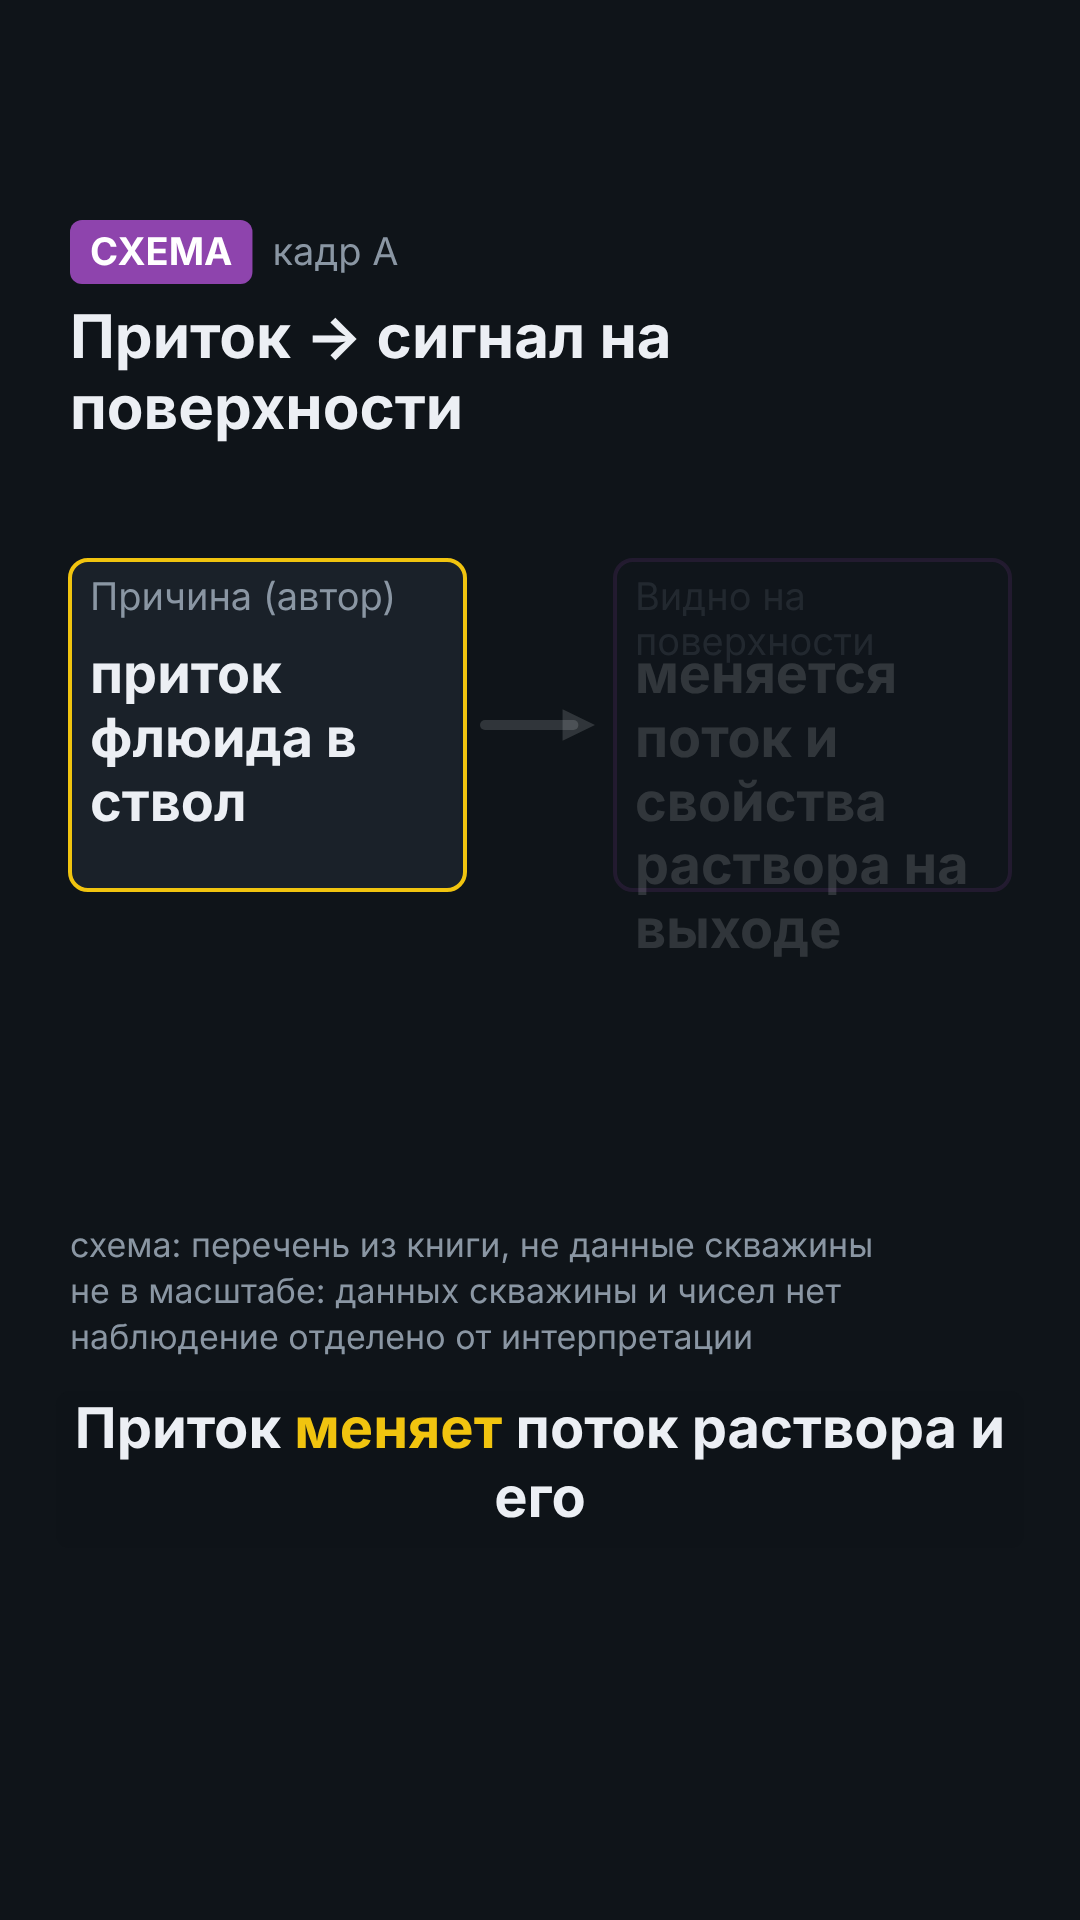 СХЕМА кадр А
Приток → сигнал на
поверхности
Причина (автор)
приток
флюида в
ствол
Видно на
поверхности
меняется
поток и
свойства
раствора на
выходе
схема: перечень из книги, не данные скважины
не в масштабе: данных скважины и чисел нет
наблюдение отделено от интерпретации
Приток меняет поток раствора и
его